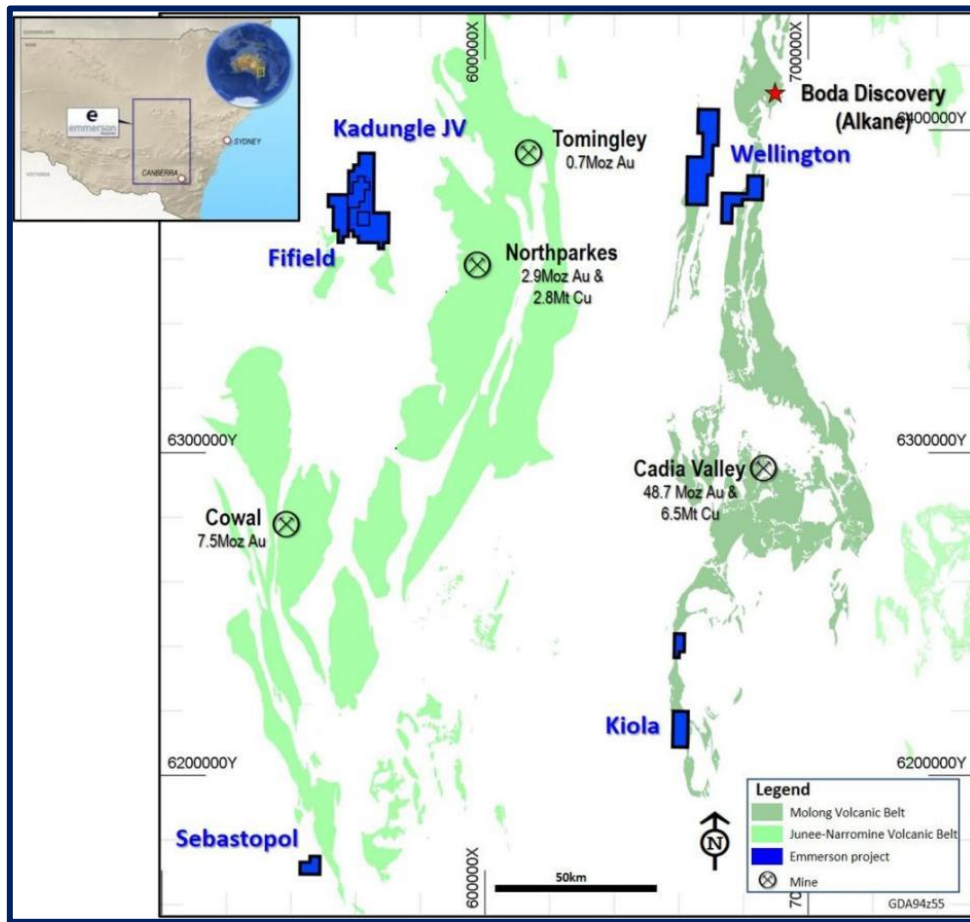 QUEENSLAND
NSW
e
emmerson
SYDNEY
CANBERRA
VICTORIA
600000X
700000X
Boda Discovery
(Alkane)
6400000Y
Kadungle JV
Tomingley
0.7Moz Au
Wellington
Fifield
Northparkes
2.9Moz Au &
2.8Mt Cu
6300000Y
6300000Y
Cadia Valley
48.7 Moz Au &
6.5Mt Cu
Cowal
7.5Moz Au
Kiola
6200000Y
6200000Y
Sebastopol
600000X
50km
N
Legend
Molong Volcanic Belt
Junee-Narromine Volcanic Belt
Emmerson project
Mine
GDA94z55